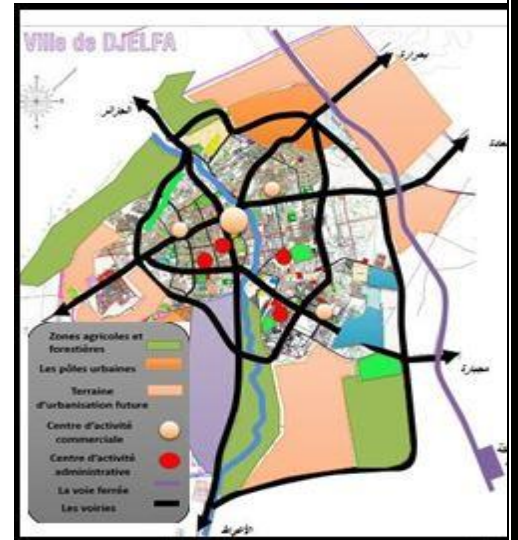 Ville de DJELFA
بحرارة
الجزائر
مجبارة
الأغواط
Zones agricoles et
forestières
Les pôles urbaines
Terraine
d'urbanisation future
Centre d'activité
commerciale
Centre d'activité
administrative
La voie ferrée
Les voiries